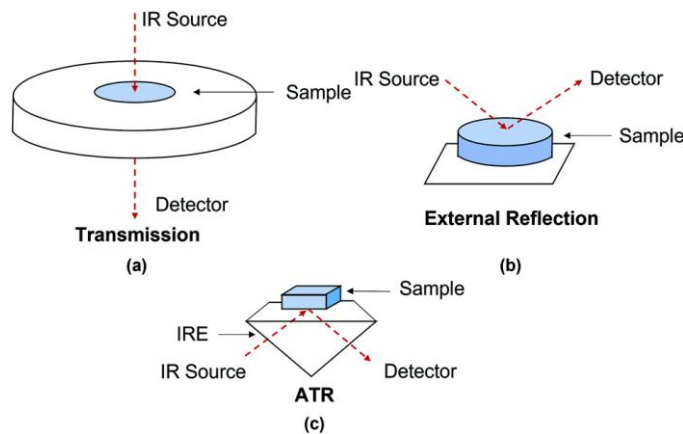 IR Source
Sample
Detector
Transmission
(a)
IR Source
Detector
Sample
External Reflection
(b)
Sample
IRE
IR Source
Detector
ATR
(c)